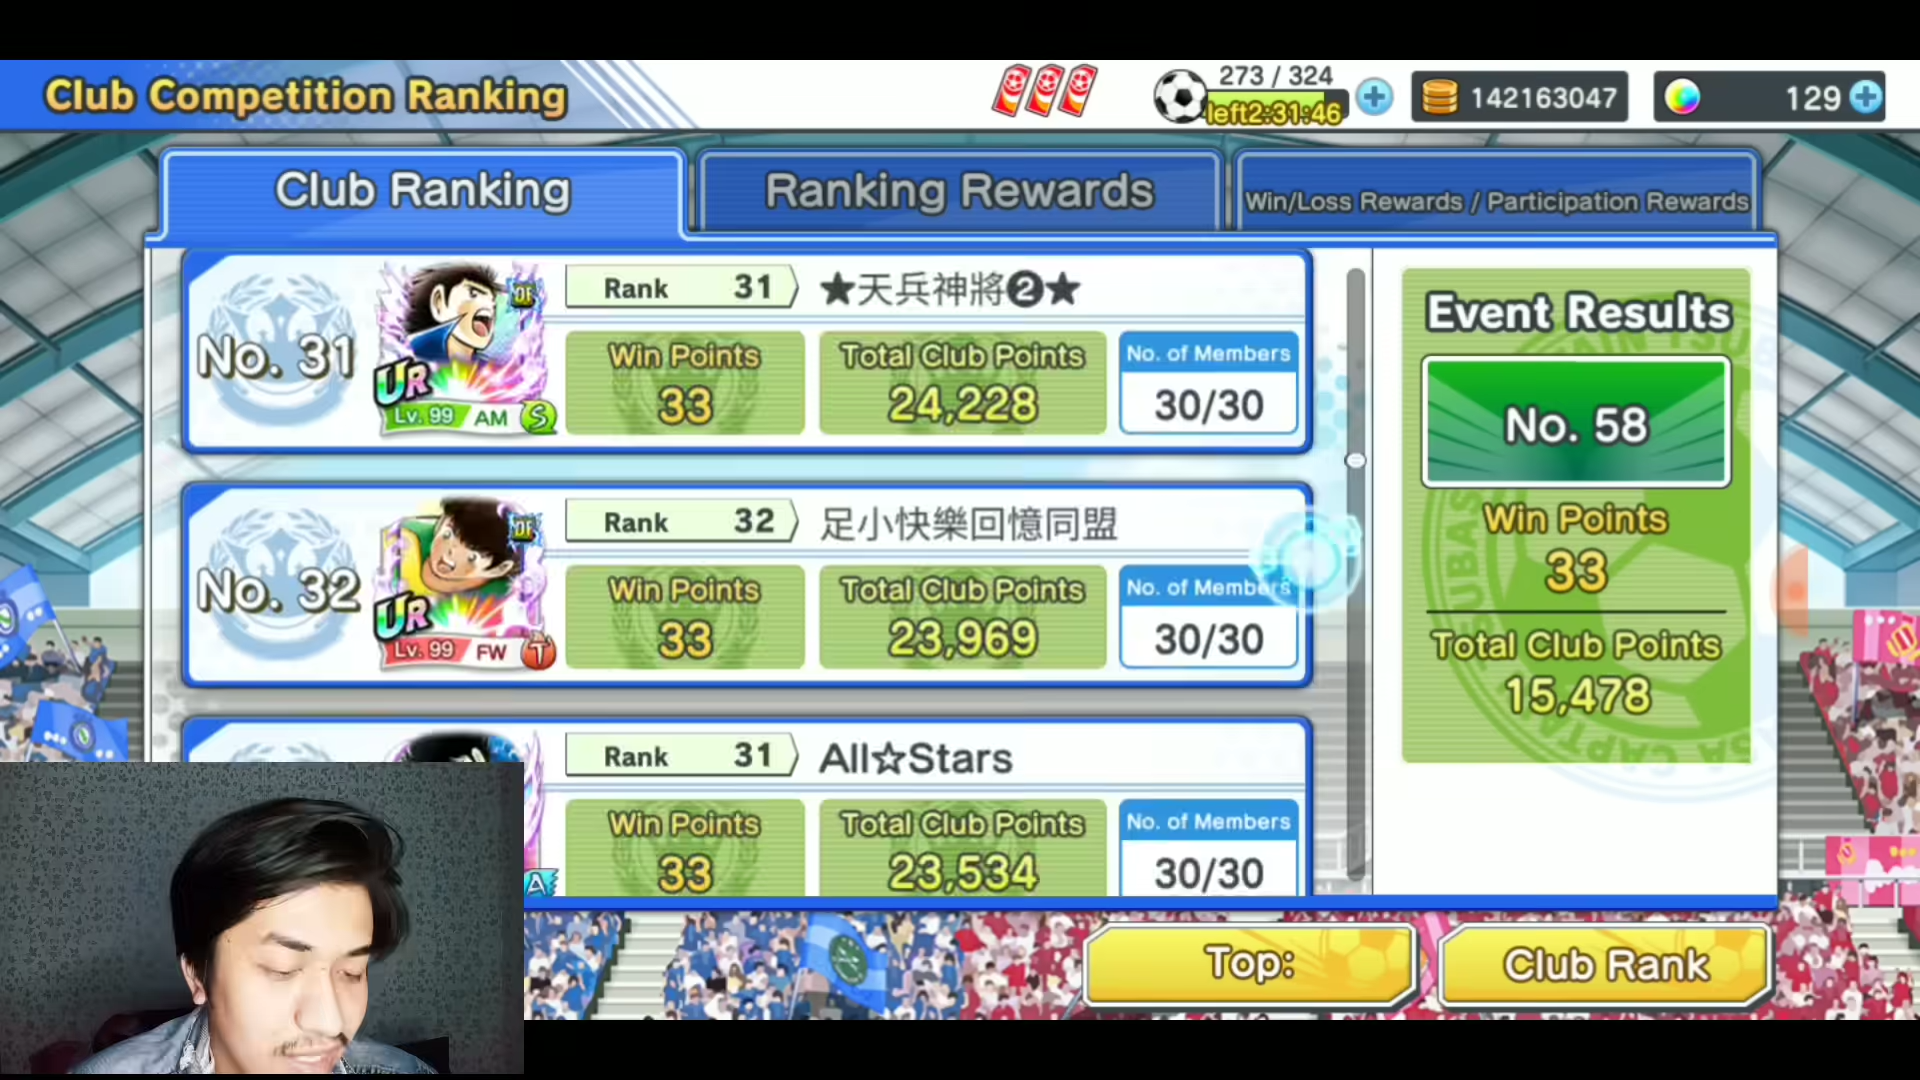 Club Competition Ranking
273 / 324
left2:31:46
142163047
129
Club Ranking
Ranking Rewards
Win/Loss Rewards / Participation Rewards
No. 31
DF
UR
Lv. 99 AM S
Rank 31
★天兵神將❷★
Win Points
33
Total Club Points
24,228
No. of Members
30/30
No. 32
DF
UR
Lv. 99 FW T
Rank 32
足小快樂回憶同盟
Win Points
33
Total Club Points
23,969
No. of Members
30/30
A
Rank 31
All☆Stars
Win Points
33
Total Club Points
23,534
No. of Members
30/30
Event Results
No. 58
Win Points
33
Total Club Points
15,478
Top:
Club Rank